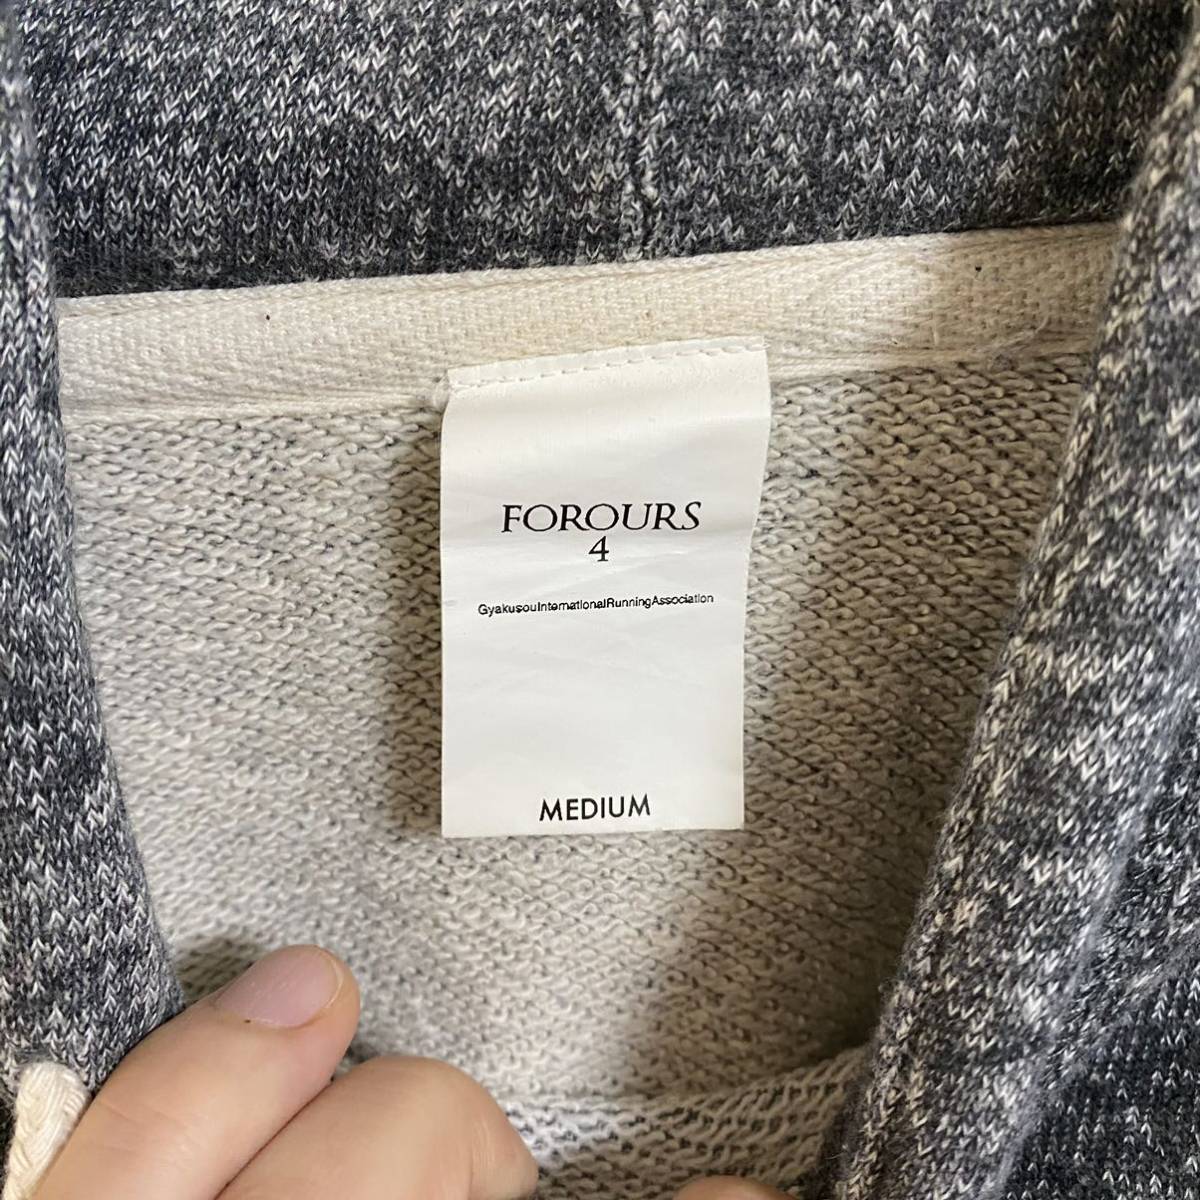 FOROURS
4
GyakusouInternationalRunningAssociation
MEDIUM